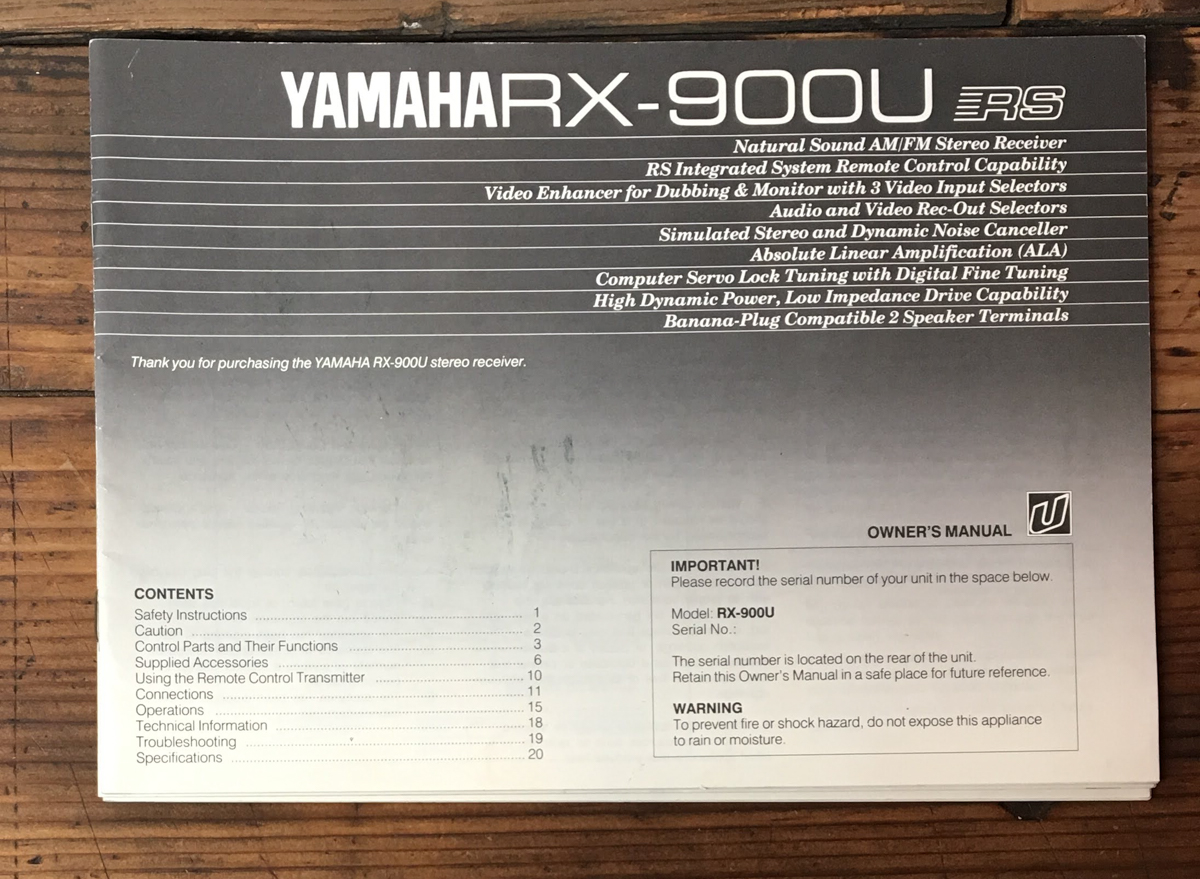 YAMAHA RX-900U RS
Natural Sound AM/FM Stereo Receiver
RS Integrated System Remote Control Capability
Video Enhancer for Dubbing & Monitor with 3 Video Input Selectors
Audio and Video Rec-Out Selectors
Simulated Stereo and Dynamic Noise Canceller
Absolute Linear Amplification (ALA)
Computer Servo Lock Tuning with Digital Fine Tuning
High Dynamic Power, Low Impedance Drive Capability
Banana-Plug Compatible 2 Speaker Terminals
Thank you for purchasing the YAMAHA RX-900U stereo receiver.
OWNER'S MANUAL U
CONTENTS
Safety Instructions 1
Caution 2
Control Parts and Their Functions 3
Supplied Accessories 6
Using the Remote Control Transmitter 10
Connections 11
Operations 15
Technical Information 18
Troubleshooting 19
Specifications 20
IMPORTANT!
Please record the serial number of your unit in the space below.
Model: RX-900U
Serial No.:
The serial number is located on the rear of the unit.
Retain this Owner's Manual in a safe place for future reference.
WARNING
To prevent fire or shock hazard, do not expose this appliance
to rain or moisture.